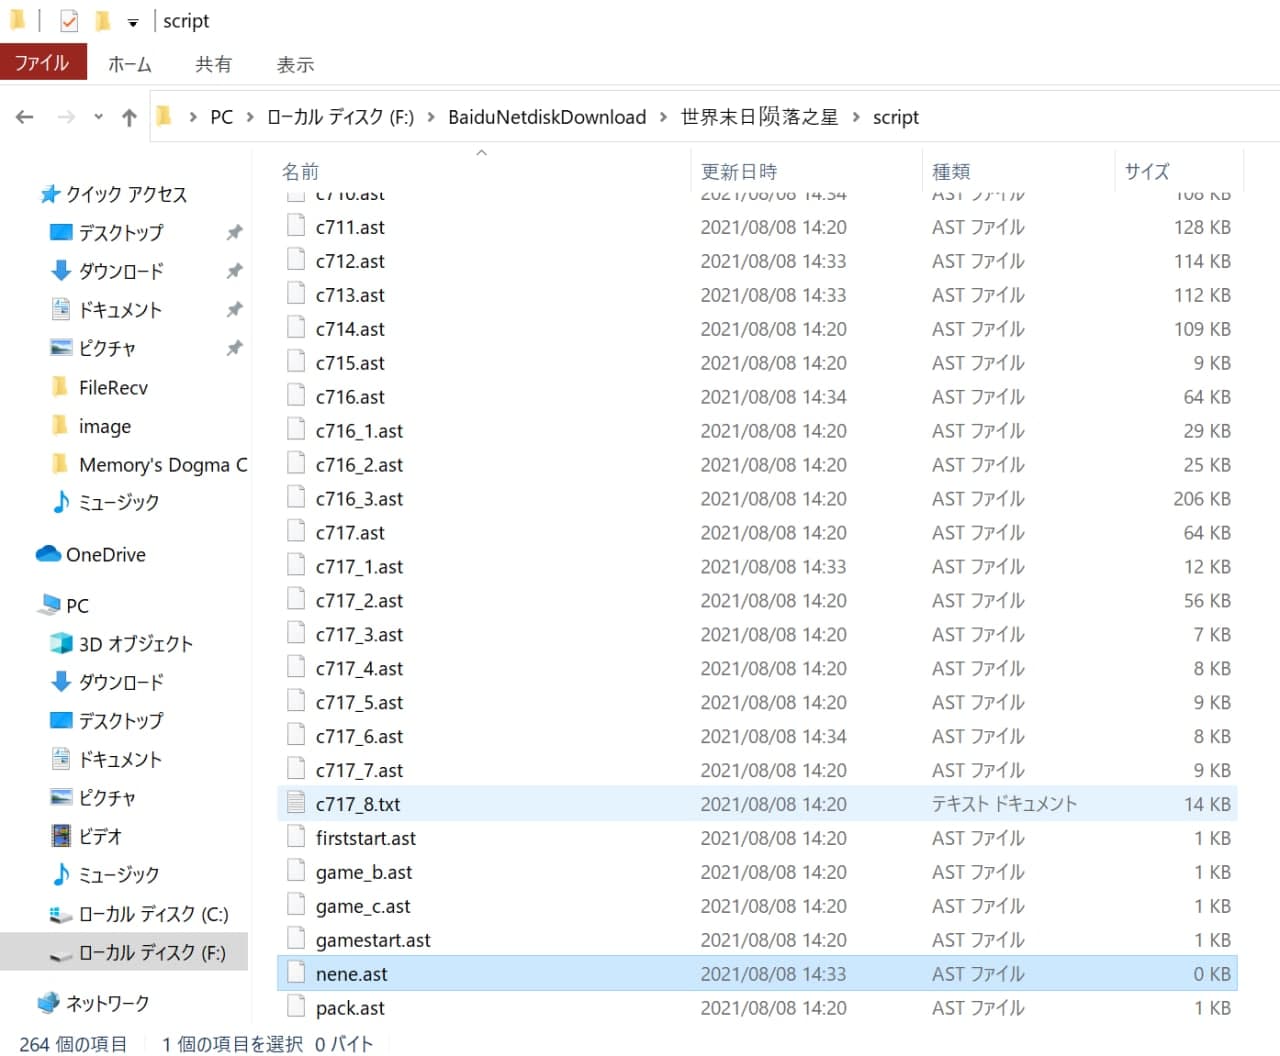 script
ファイル ホーム 共有 表示
PC ローカル ディスク (F:) BaiduNetdiskDownload 世界末日陨落之星 script
名前 更新日時 種類 サイズ
クイック アクセス
デスクトップ
ダウンロード
ドキュメント
ピクチャ
FileRecv
image
Memory's Dogma C
ミュージック
OneDrive
PC
3D オブジェクト
ダウンロード
デスクトップ
ドキュメント
ピクチャ
ビデオ
ミュージック
ローカル ディスク (C:)
ローカル ディスク (F:)
ネットワーク
c710.ast 2021/08/08 14:34 AST ファイル 108 KB
c711.ast 2021/08/08 14:20 AST ファイル 128 KB
c712.ast 2021/08/08 14:33 AST ファイル 114 KB
c713.ast 2021/08/08 14:33 AST ファイル 112 KB
c714.ast 2021/08/08 14:20 AST ファイル 109 KB
c715.ast 2021/08/08 14:20 AST ファイル 9 KB
c716.ast 2021/08/08 14:34 AST ファイル 64 KB
c716_1.ast 2021/08/08 14:20 AST ファイル 29 KB
c716_2.ast 2021/08/08 14:20 AST ファイル 25 KB
c716_3.ast 2021/08/08 14:20 AST ファイル 206 KB
c717.ast 2021/08/08 14:20 AST ファイル 64 KB
c717_1.ast 2021/08/08 14:33 AST ファイル 12 KB
c717_2.ast 2021/08/08 14:20 AST ファイル 56 KB
c717_3.ast 2021/08/08 14:20 AST ファイル 7 KB
c717_4.ast 2021/08/08 14:20 AST ファイル 8 KB
c717_5.ast 2021/08/08 14:20 AST ファイル 9 KB
c717_6.ast 2021/08/08 14:34 AST ファイル 8 KB
c717_7.ast 2021/08/08 14:20 AST ファイル 9 KB
c717_8.txt 2021/08/08 14:20 テキスト ドキュメント 14 KB
firststart.ast 2021/08/08 14:20 AST ファイル 1 KB
game_b.ast 2021/08/08 14:20 AST ファイル 1 KB
game_c.ast 2021/08/08 14:20 AST ファイル 1 KB
gamestart.ast 2021/08/08 14:20 AST ファイル 1 KB
nene.ast 2021/08/08 14:33 AST ファイル 0 KB
pack.ast 2021/08/08 14:20 AST ファイル 1 KB
264 個の項目 1 個の項目を選択 0 バイト